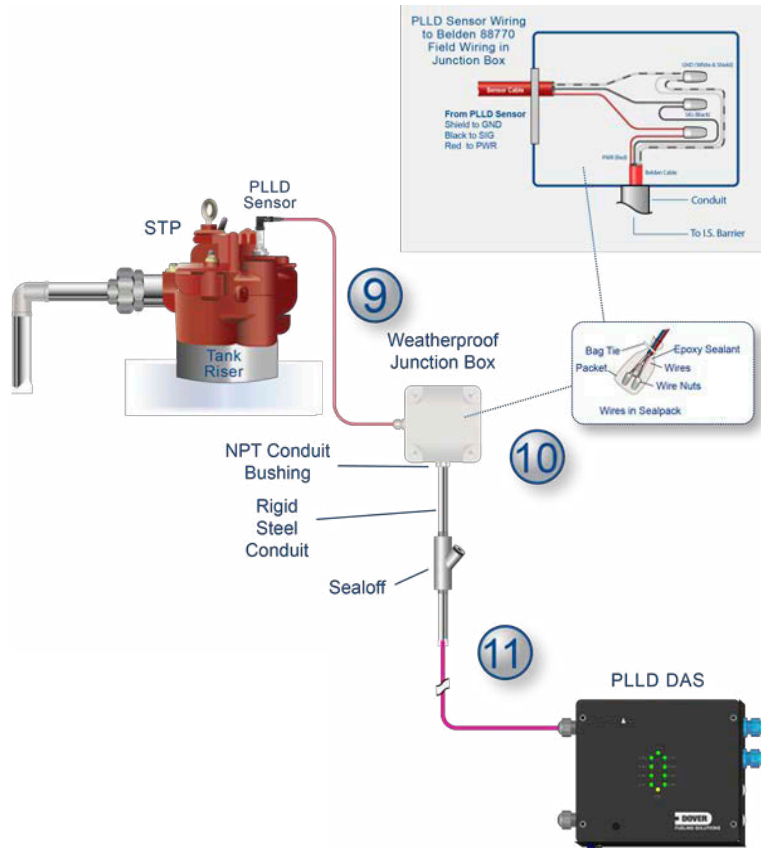 PLLD Sensor Wiring
to Belden 88770
Field Wiring in
Junction Box
GND (White & Shield)
Sensor Cable
From PLLD Sensor
Shield to GND
Black to SIG
Red to PWR
SIG (Black)
PWR (Red)
Belden Cable
Conduit
To I.S. Barrier
PLLD
Sensor
STP
9
Tank
Riser
Weatherproof
Junction Box
Bag Tie
Epoxy Sealant
Packet
Wires
Wire Nuts
Wires in Sealpack
10
NPT Conduit
Bushing
Rigid
Steel
Conduit
Sealoff
11
PLLD DAS
DOVER
FUELING SOLUTIONS